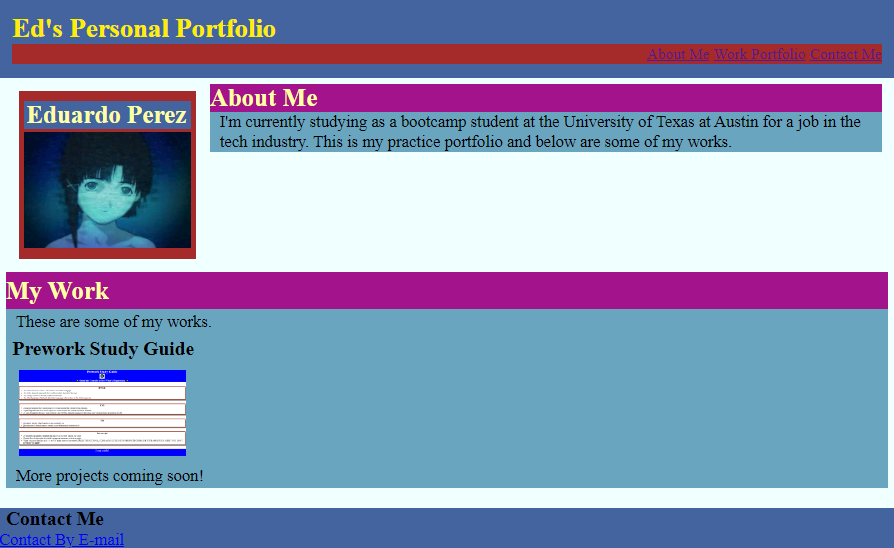 Ed's Personal Portfolio
About Me Work Portfolio Contact Me
Eduardo Perez
About Me
I'm currently studying as a bootcamp student at the University of Texas at Austin for a job in the
tech industry. This is my practice portfolio and below are some of my works.
My Work
These are some of my works.
Prework Study Guide
Prework Study Guide
More projects coming soon!
Contact Me
Contact By E-mail